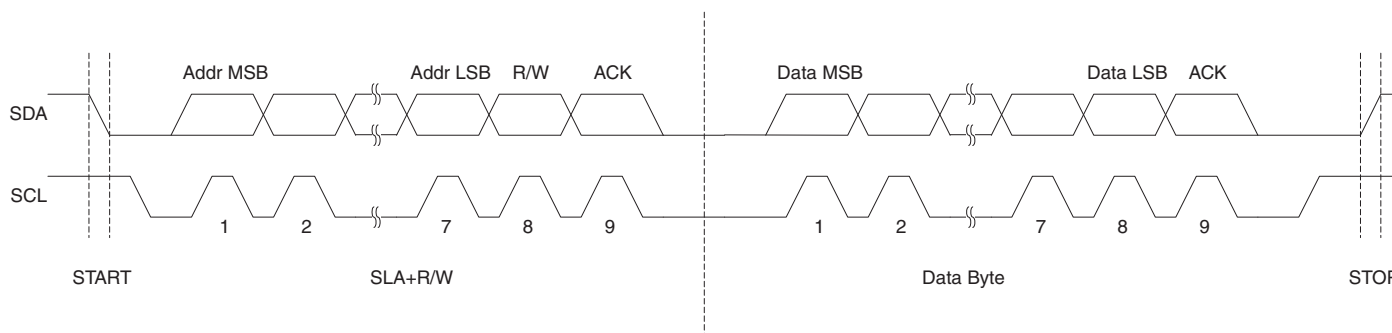 Addr MSB Addr LSB R/W ACK Data MSB Data LSB ACK
SDA
SCL
1 2 7 8 9 1 2 7 8 9
START SLA+R/W Data Byte STOP